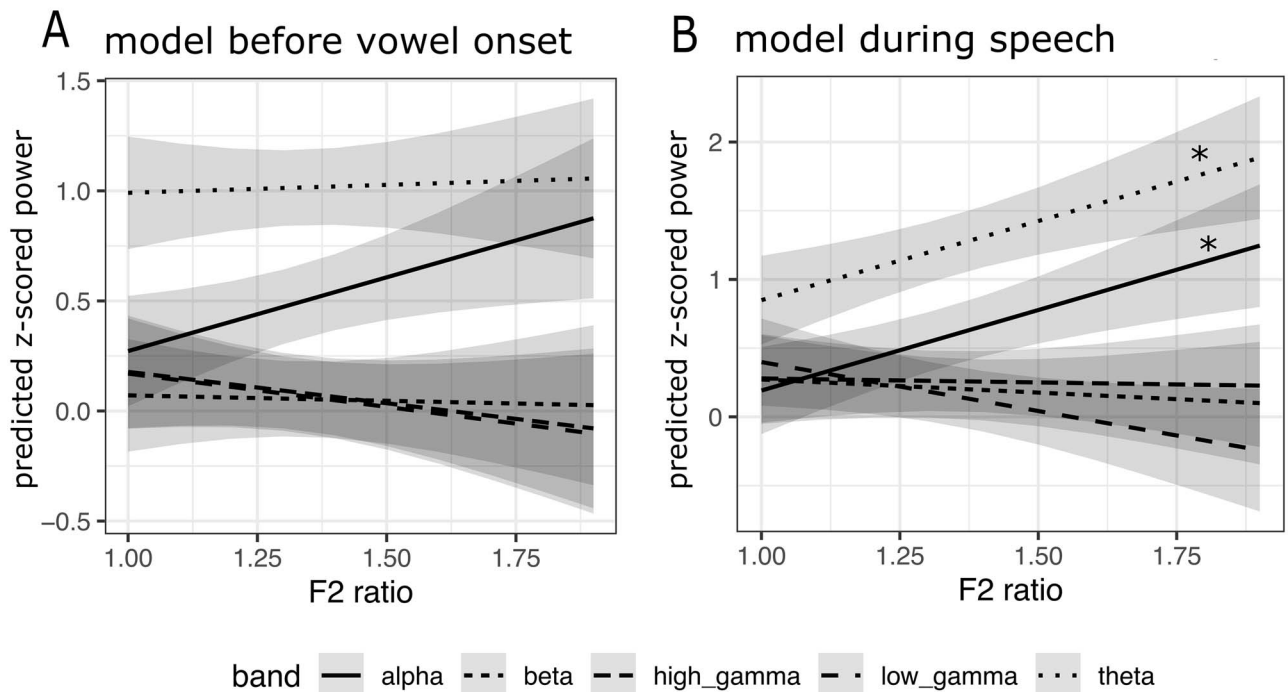 A model before vowel onset
B model during speech
predicted z-scored power
1.5
1.0
0.5
0.0
−0.5
1.00 1.25 1.50 1.75
F2 ratio
predicted z-scored power
2
1
0
*
*
1.00 1.25 1.50 1.75
F2 ratio
band alpha beta high_gamma low_gamma theta